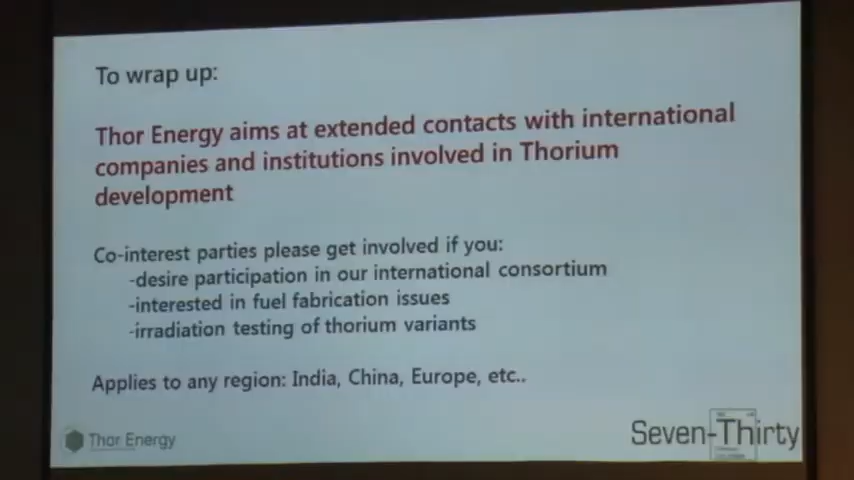 To wrap up:
Thor Energy aims at extended contacts with international
companies and institutions involved in Thorium
development
Co-interest parties please get involved if you:
-desire participation in our international consortium
-interested in fuel fabrication issues
-irradiation testing of thorium variants
Applies to any region: India, China, Europe, etc..
Thor Energy
Seven-Thirty